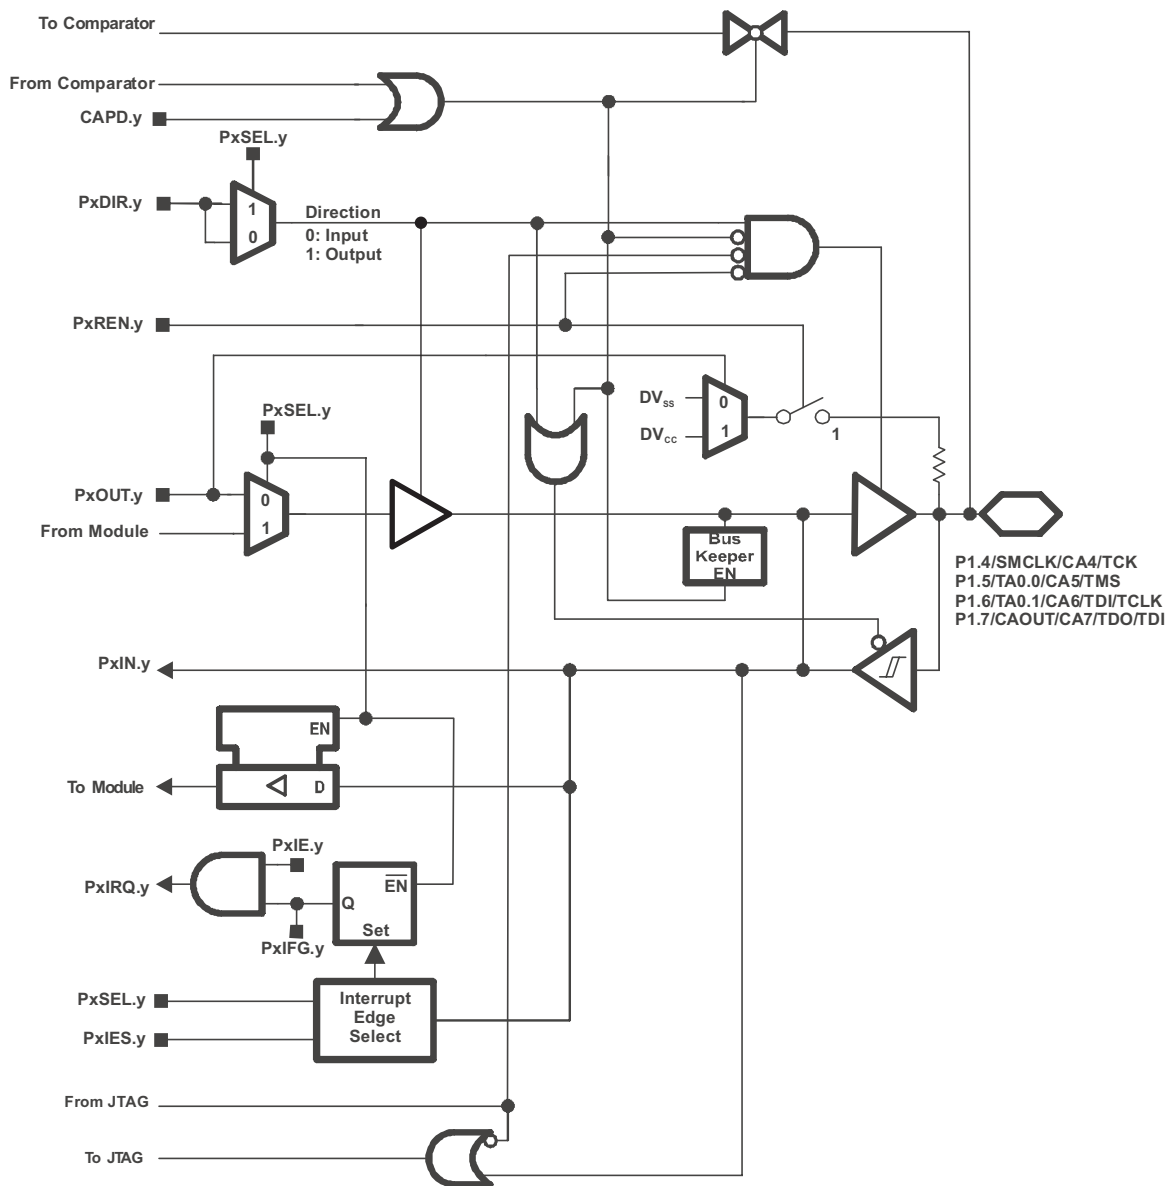 To Comparator
From Comparator
CAPD.y
PxSEL.y
PxDIR.y
1
0
Direction
0: Input
1: Output
PxREN.y
DVss
0
DVcc
1
1
PxSEL.y
PxOUT.y
0
From Module
1
Bus
Keeper
EN
P1.4/SMCLK/CA4/TCK
P1.5/TA0.0/CA5/TMS
P1.6/TA0.1/CA6/TDI/TCLK
P1.7/CAOUT/CA7/TDO/TDI
PxIN.y
EN
To Module
D
PxIE.y
PxIRQ.y
EN
Q
Set
PxIFG.y
PxSEL.y
PxIES.y
Interrupt
Edge
Select
From JTAG
To JTAG